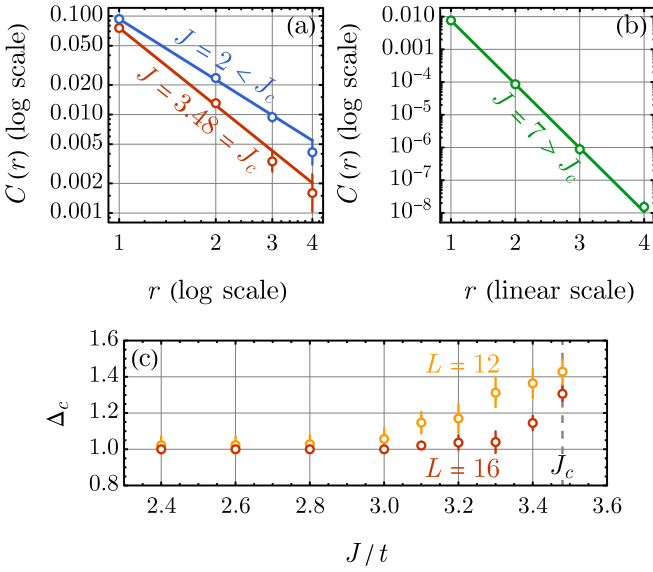 (a)
C (r) (log scale)
0.100
0.050
0.020
0.010
0.005
0.002
0.001
J = 2 < J_c
J = 3.48 = J_c
1 2 3 4
r (log scale)
(b)
C (r) (log scale)
0.010
0.001
10⁻⁴
10⁻⁵
10⁻⁶
10⁻⁷
10⁻⁸
J = 7 > J_c
1 2 3 4
r (linear scale)
(c)
Δ_c
1.6
1.4
1.2
1.0
0.8
L = 12
L = 16
J_c
2.4 2.6 2.8 3.0 3.2 3.4 3.6
J / t